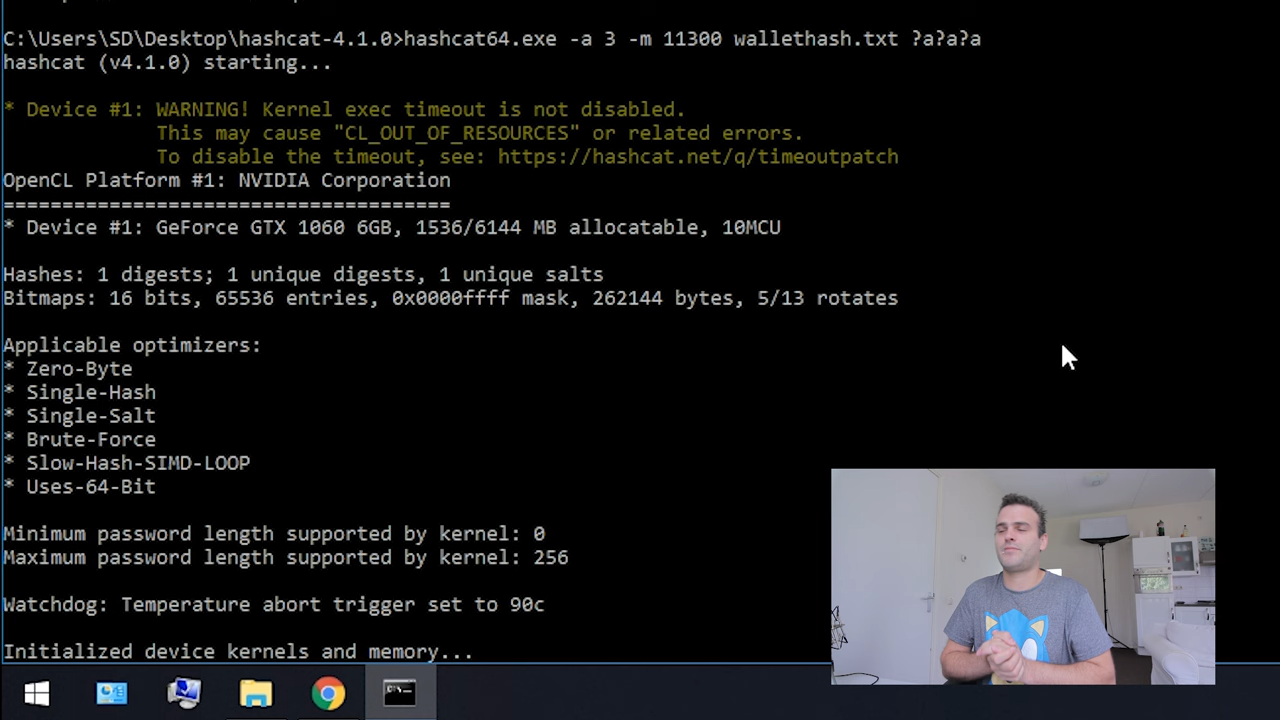 C:\Users\SD\Desktop\hashcat-4.1.0>hashcat64.exe -a 3 -m 11300 wallethash.txt ?a?a?a
hashcat (v4.1.0) starting...
* Device #1: WARNING! Kernel exec timeout is not disabled.
This may cause "CL_OUT_OF_RESOURCES" or related errors.
To disable the timeout, see: https://hashcat.net/q/timeoutpatch
OpenCL Platform #1: NVIDIA Corporation
======================================
* Device #1: GeForce GTX 1060 6GB, 1536/6144 MB allocatable, 10MCU
Hashes: 1 digests; 1 unique digests, 1 unique salts
Bitmaps: 16 bits, 65536 entries, 0x0000ffff mask, 262144 bytes, 5/13 rotates
Applicable optimizers:
* Zero-Byte
* Single-Hash
* Single-Salt
* Brute-Force
* Slow-Hash-SIMD-LOOP
* Uses-64-Bit
Minimum password length supported by kernel: 0
Maximum password length supported by kernel: 256
Watchdog: Temperature abort trigger set to 90c
Initialized device kernels and memory...